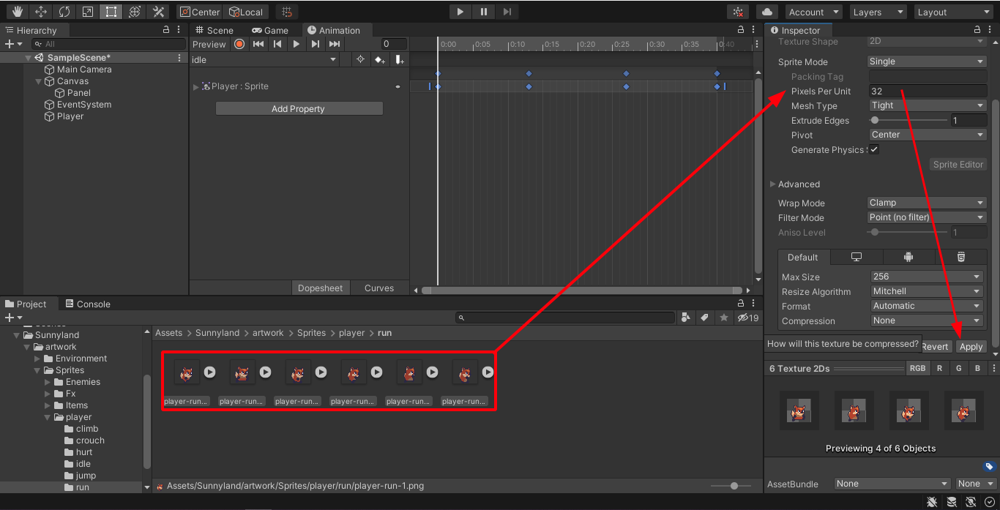 Center Local Account Layers Layout
Hierarchy
All
SampleScene*
Main Camera
Canvas
Panel
EventSystem
Player
Scene Game Animation
Preview 0
idle
0:00 0:05 0:10 0:15 0:20 0:25 0:30 0:35 0:40
Player : Sprite
Add Property
Dopesheet Curves
Inspector
Texture Shape 2D
Sprite Mode Single
Packing Tag
Pixels Per Unit 32
Mesh Type Tight
Extrude Edges 1
Pivot Center
Generate Physics
Sprite Editor
Advanced
Wrap Mode Clamp
Filter Mode Point (no filter)
Aniso Level 1
Default
Max Size 256
Resize Algorithm Mitchell
Format Automatic
Compression None
How will this texture be compressed? Revert Apply
6 Texture 2Ds RGB R G B
Previewing 4 of 6 Objects
AssetBundle None None
Project Console
19
Sunnyland
artwork
Environment
Sprites
Enemies
Fx
Items
player
climb
crouch
hurt
idle
jump
run
Assets > Sunnyland > artwork > Sprites > player > run
player-run... player-run... player-run... player-run... player-run... player-run...
Assets/Sunnyland/artwork/Sprites/player/run/player-run-1.png